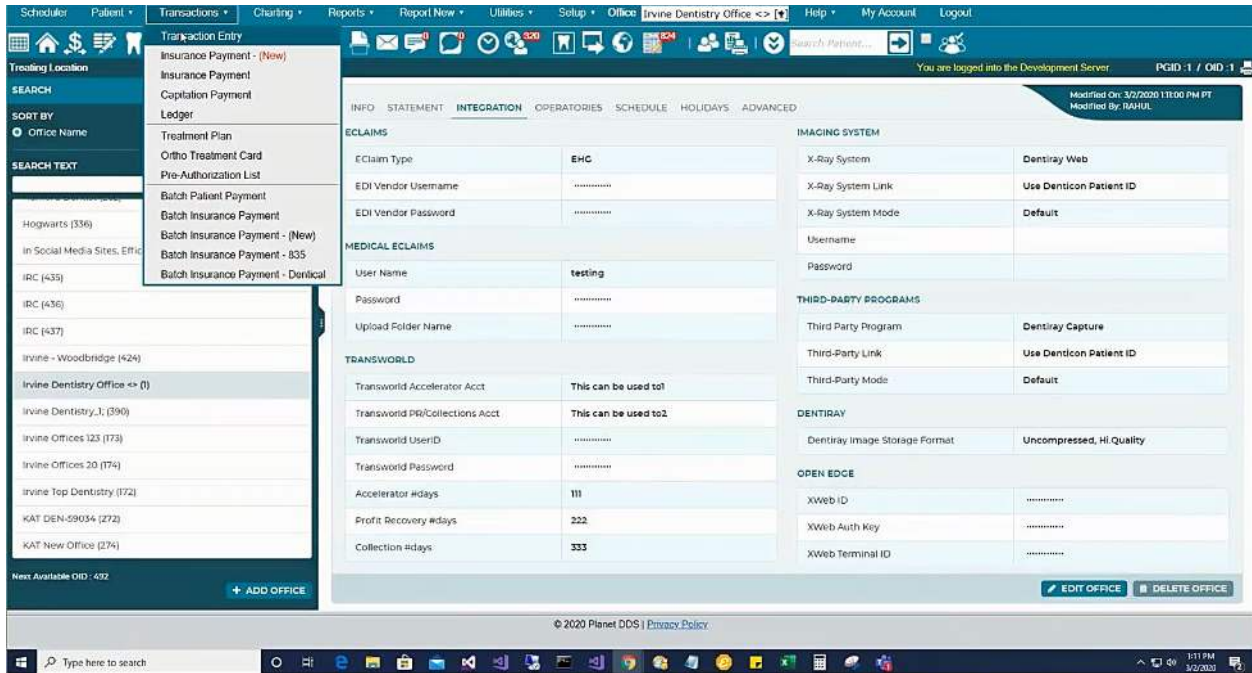 Scheduler Patient Transactions Charting Reports Report New Utilities Setup Office Irvine Dentistry Office <> [+] Help My Account Logout
320 824 Search Patient...
Treating Location You are logged into the Development Server PGID :1 / OID :1
Transaction Entry
Insurance Payment - (New)
Insurance Payment
Capitation Payment
Ledger
Treatment Plan
Ortho Treatment Card
Pre-Authorization List
Batch Patient Payment
Batch Insurance Payment
Batch Insurance Payment - (New)
Batch Insurance Payment - 835
Batch Insurance Payment - Dentical
SEARCH
SORT BY
Office Name
SEARCH TEXT
Hogwarts (336)
In Social Media Sites, Effic
IRC (435)
IRC (436)
IRC (437)
Irvine - Woodbridge (424)
Irvine Dentistry Office <> (1)
Irvine Dentistry_1; (390)
Irvine Offices 123 (173)
Irvine Offices 20 (174)
Irvine Top Dentistry (172)
KAT DEN-59034 (272)
KAT New Office (274)
Next Available OID : 492
+ ADD OFFICE
INFO STATEMENT INTEGRATION OPERATORIES SCHEDULE HOLIDAYS ADVANCED
Modified On: 3/2/2020 1:11:00 PM PT
Modified By: RAHUL
ECLAIMS
EClaim Type EHG
EDI Vendor Username ************
EDI Vendor Password ************
MEDICAL ECLAIMS
User Name testing
Password ************
Upload Folder Name ************
TRANSWORLD
Transworld Accelerator Acct This can be used to1
Transworld PR/Collections Acct This can be used to2
Transworld UserID ************
Transworld Password ************
Accelerator #days 111
Profit Recovery #days 222
Collection #days 333
IMAGING SYSTEM
X-Ray System Dentiray Web
X-Ray System Link Use Denticon Patient ID
X-Ray System Mode Default
Username
Password
THIRD-PARTY PROGRAMS
Third Party Program Dentiray Capture
Third-Party Link Use Denticon Patient ID
Third-Party Mode Default
DENTIRAY
Dentiray Image Storage Format Uncompressed, Hi.Quality
OPEN EDGE
XWeb ID ************
XWeb Auth Key ************
XWeb Terminal ID ************
EDIT OFFICE DELETE OFFICE
© 2020 Planet DDS | Privacy Policy
Type here to search
1:11 PM
3/2/2020